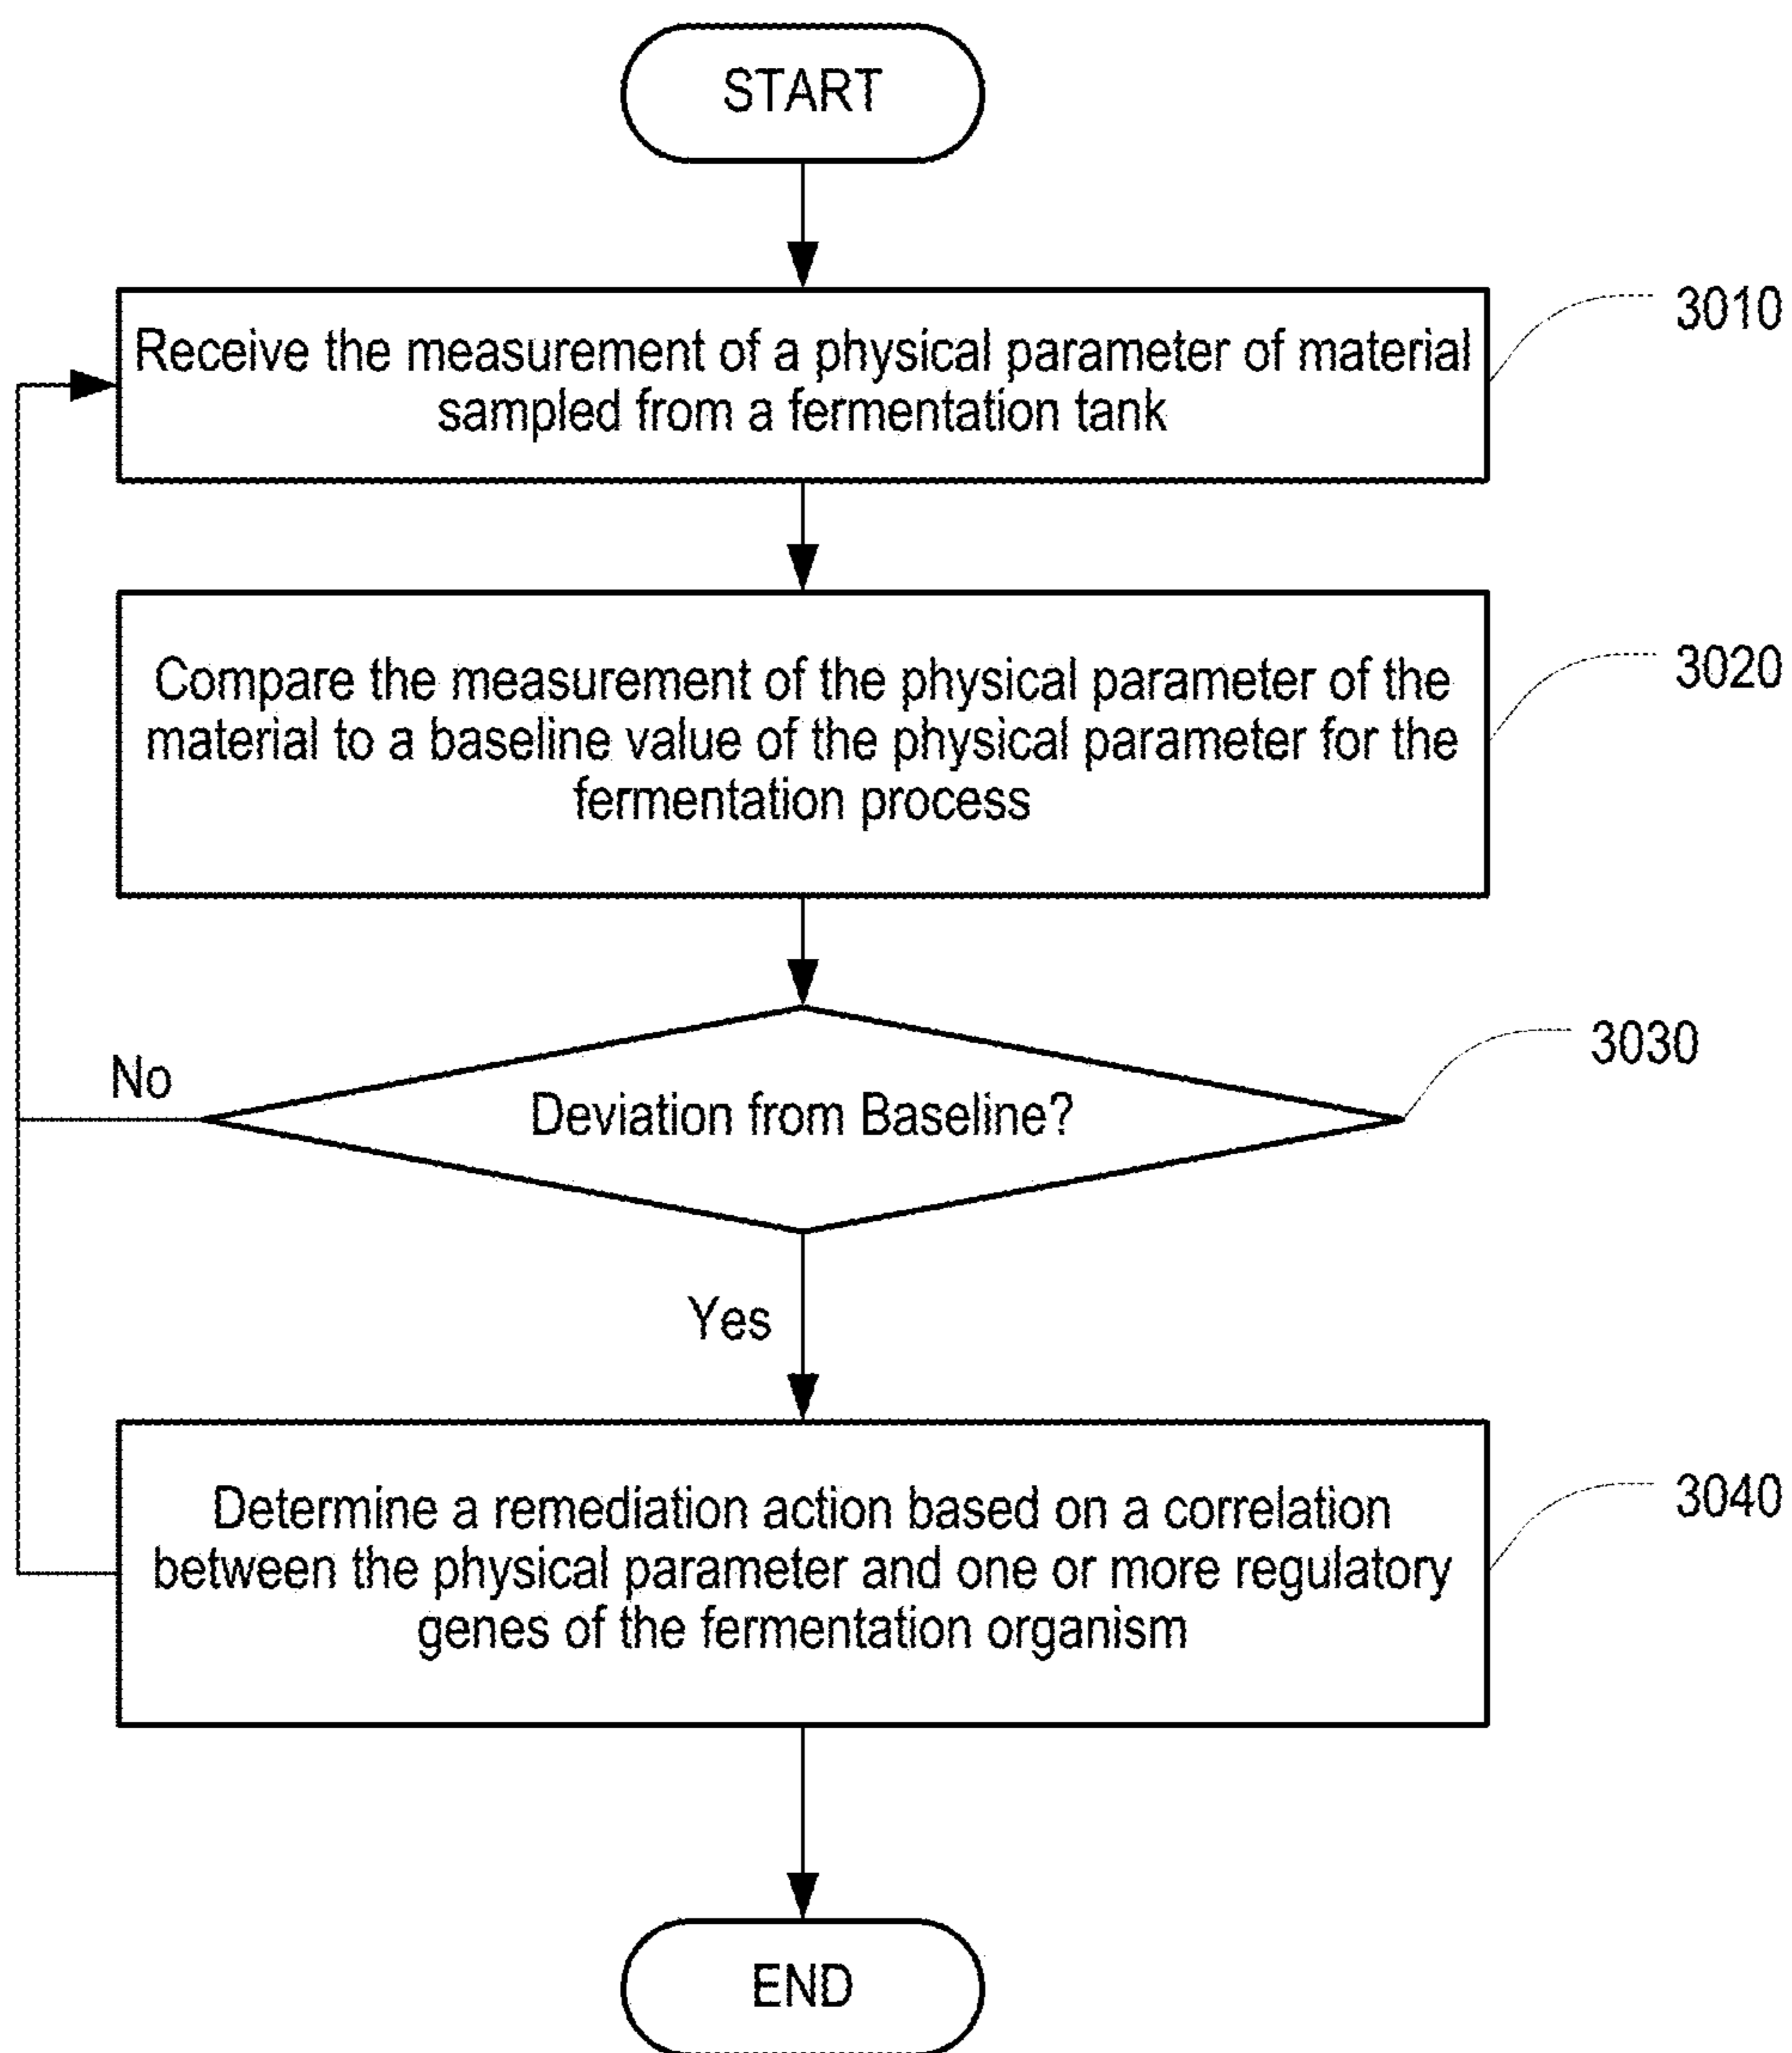 START
Receive the measurement of a physical parameter of material
sampled from a fermentation tank
3010
Compare the measurement of the physical parameter of the
material to a baseline value of the physical parameter for the
fermentation process
3020
Deviation from Baseline?
3030
No
Yes
Determine a remediation action based on a correlation
between the physical parameter and one or more regulatory
genes of the fermentation organism
3040
END